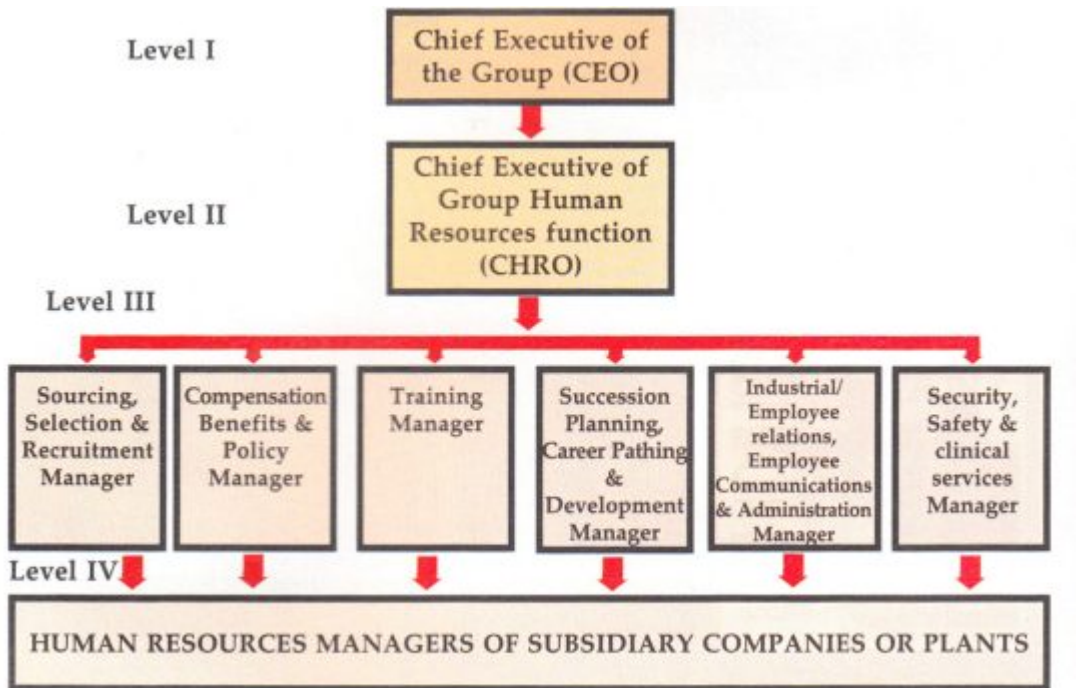 Level I
Chief Executive of
the Group (CEO)
Level II
Chief Executive of
Group Human
Resources function
(CHRO)
Level III
Sourcing,
Selection &
Recruitment
Manager
Compensation
Benefits &
Policy
Manager
Training
Manager
Succession
Planning,
Career Pathing
&
Development
Manager
Industrial/
Employee
relations,
Employee
Communications
& Administration
Manager
Security,
Safety &
clinical
services
Manager
Level IV
HUMAN RESOURCES MANAGERS OF SUBSIDIARY COMPANIES OR PLANTS